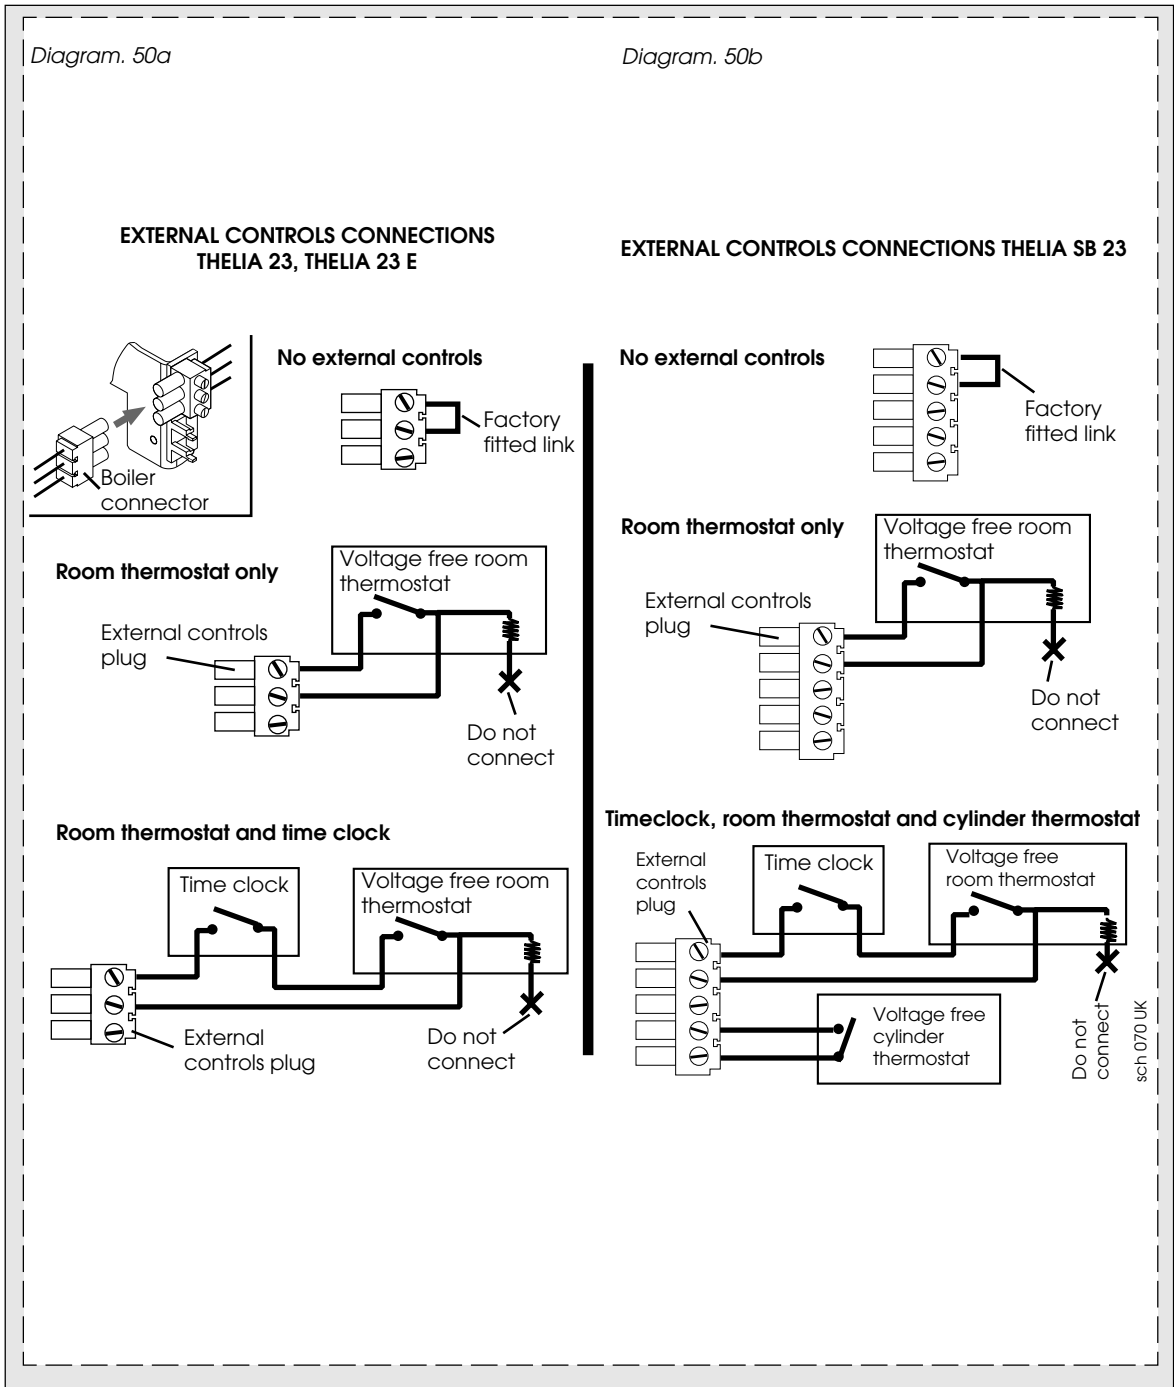 Diagram. 50a
EXTERNAL CONTROLS CONNECTIONS
THELIA 23, THELIA 23 E
Boiler
connector
No external controls
Factory
fitted link
Room thermostat only
Voltage free room
thermostat
External controls
plug
Do not
connect
Room thermostat and time clock
Time clock
Voltage free room
thermostat
External
controls plug
Do not
connect
Diagram. 50b
EXTERNAL CONTROLS CONNECTIONS THELIA SB 23
No external controls
Factory
fitted link
Room thermostat only
Voltage free room
thermostat
External controls
plug
Do not
connect
Timeclock, room thermostat and cylinder thermostat
External
controls
plug
Time clock
Voltage free
room thermostat
Voltage free
cylinder
thermostat
Do not
connect
sch 070 UK